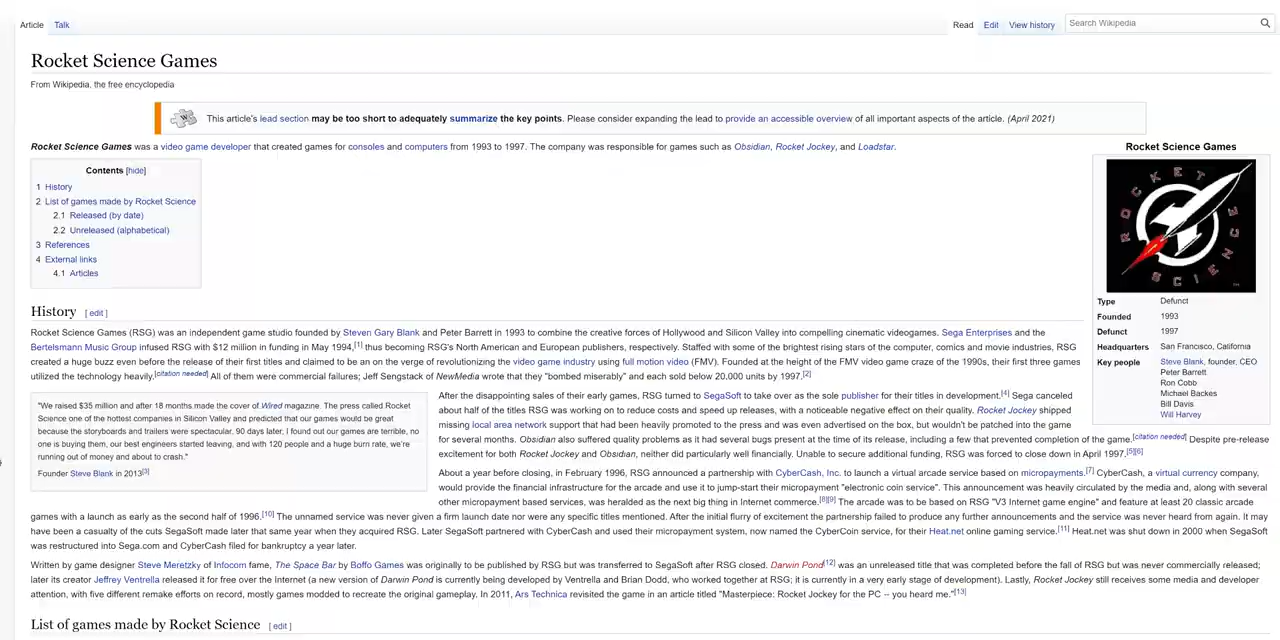 Article Talk Read Edit View history Search Wikipedia
Rocket Science Games
From Wikipedia, the free encyclopedia
This article's lead section may be too short to adequately summarize the key points. Please consider expanding the lead to provide an accessible overview of all important aspects of the article. (April 2021)
Rocket Science Games was a video game developer that created games for consoles and computers from 1993 to 1997. The company was responsible for games such as Obsidian, Rocket Jockey, and Loadstar.
Contents [hide]
1 History
2 List of games made by Rocket Science
2.1 Released (by date)
2.2 Unreleased (alphabetical)
3 References
4 External links
4.1 Articles
Rocket Science Games
ROCKET
SCIENCE
Type Defunct
Founded 1993
Defunct 1997
Headquarters San Francisco, California
Key people Steve Blank, founder, CEO
Peter Barrett
Ron Cobb
Michael Backes
Bill Davis
Will Harvey
History [ edit ]
Rocket Science Games (RSG) was an independent game studio founded by Steven Gary Blank and Peter Barrett in 1993 to combine the creative forces of Hollywood and Silicon Valley into compelling cinematic videogames. Sega Enterprises and the
Bertelsmann Music Group infused RSG with $12 million in funding in May 1994,[1] thus becoming RSG's North American and European publishers, respectively. Staffed with some of the brightest rising stars of the computer, comics and movie industries, RSG
created a huge buzz even before the release of their first titles and claimed to be an on the verge of revolutionizing the video game industry using full motion video (FMV). Founded at the height of the FMV video game craze of the 1990s, their first three games
utilized the technology heavily.[citation needed] All of them were commercial failures; Jeff Sengstack of NewMedia wrote that they "bombed miserably" and each sold below 20,000 units by 1997.[2]
"We raised $35 million and after 18 months made the cover of Wired magazine. The press called Rocket
Science one of the hottest companies in Silicon Valley and predicted that our games would be great
because the storyboards and trailers were spectacular. 90 days later, I found out our games are terrible, no
one is buying them, our best engineers started leaving, and with 120 people and a huge burn rate, we're
running out of money and about to crash."
Founder Steve Blank in 2013[3]
After the disappointing sales of their early games, RSG turned to SegaSoft to take over as the sole publisher for their titles in development.[4] Sega canceled
about half of the titles RSG was working on to reduce costs and speed up releases, with a noticeable negative effect on their quality. Rocket Jockey shipped
missing local area network support that had been heavily promoted to the press and was even advertised on the box, but wouldn't be patched into the game
for several months. Obsidian also suffered quality problems as it had several bugs present at the time of its release, including a few that prevented completion of the game.[citation needed] Despite pre-release
excitement for both Rocket Jockey and Obsidian, neither did particularly well financially. Unable to secure additional funding, RSG was forced to close down in April 1997.[5][6]
About a year before closing, in February 1996, RSG announced a partnership with CyberCash, Inc. to launch a virtual arcade service based on micropayments.[7] CyberCash, a virtual currency company,
would provide the financial infrastructure for the arcade and use it to jump-start their micropayment "electronic coin service". This announcement was heavily circulated by the media and, along with several
other micropayment based services, was heralded as the next big thing in Internet commerce.[8][9] The arcade was to be based on RSG "V3 Internet game engine" and feature at least 20 classic arcade
games with a launch as early as the second half of 1996.[10] The unnamed service was never given a firm launch date nor were any specific titles mentioned. After the initial flurry of excitement the partnership failed to produce any further announcements and the service was never heard from again. It may
have been a casualty of the cuts SegaSoft made later that same year when they acquired RSG. Later SegaSoft partnered with CyberCash and used their micropayment system, now named the CyberCoin service, for their Heat.net online gaming service.[11] Heat.net was shut down in 2000 when SegaSoft
was restructured into Sega.com and CyberCash filed for bankruptcy a year later.
Written by game designer Steve Meretzky of Infocom fame, The Space Bar by Boffo Games was originally to be published by RSG but was transferred to SegaSoft after RSG closed. Darwin Pond[12] was an unreleased title that was completed before the fall of RSG but was never commercially released;
later its creator Jeffrey Ventrella released it for free over the Internet (a new version of Darwin Pond is currently being developed by Ventrella and Brian Dodd, who worked together at RSG; it is currently in a very early stage of development). Lastly, Rocket Jockey still receives some media and developer
attention, with five different remake efforts on record, mostly games modded to recreate the original gameplay. In 2011, Ars Technica revisited the game in an article titled "Masterpiece: Rocket Jockey for the PC -- you heard me."[13]
List of games made by Rocket Science [ edit ]